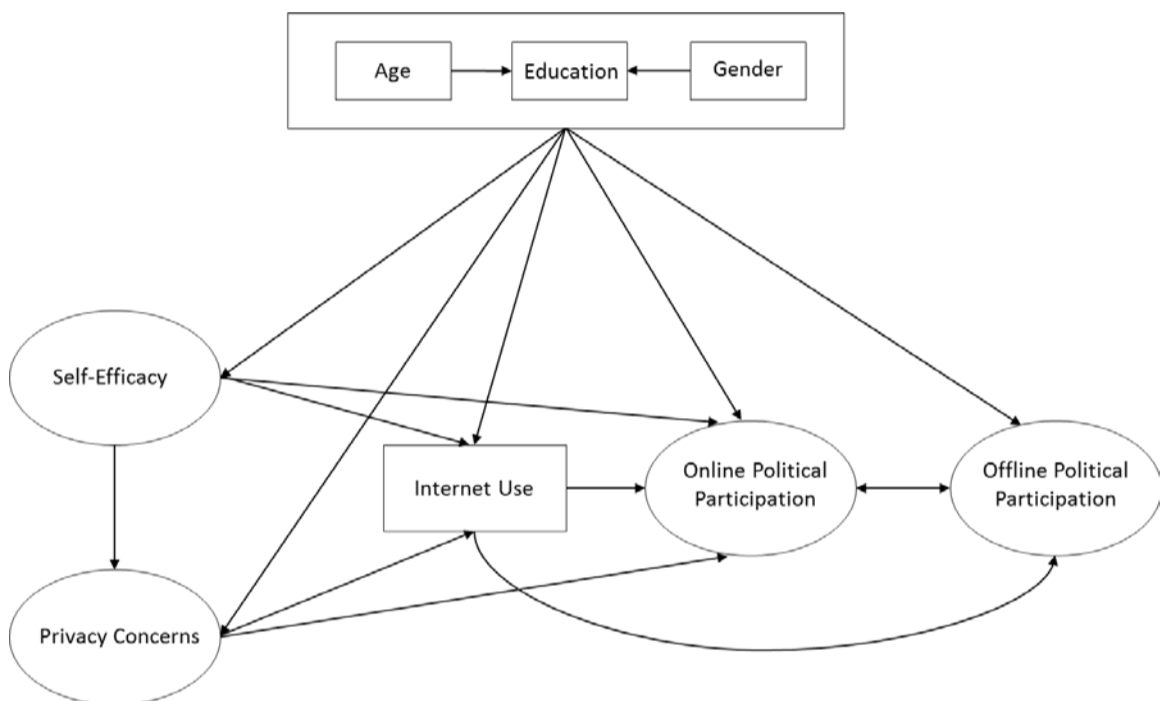 Age
Education
Gender
Self-Efficacy
Internet Use
Online Political
Participation
Offline Political
Participation
Privacy Concerns